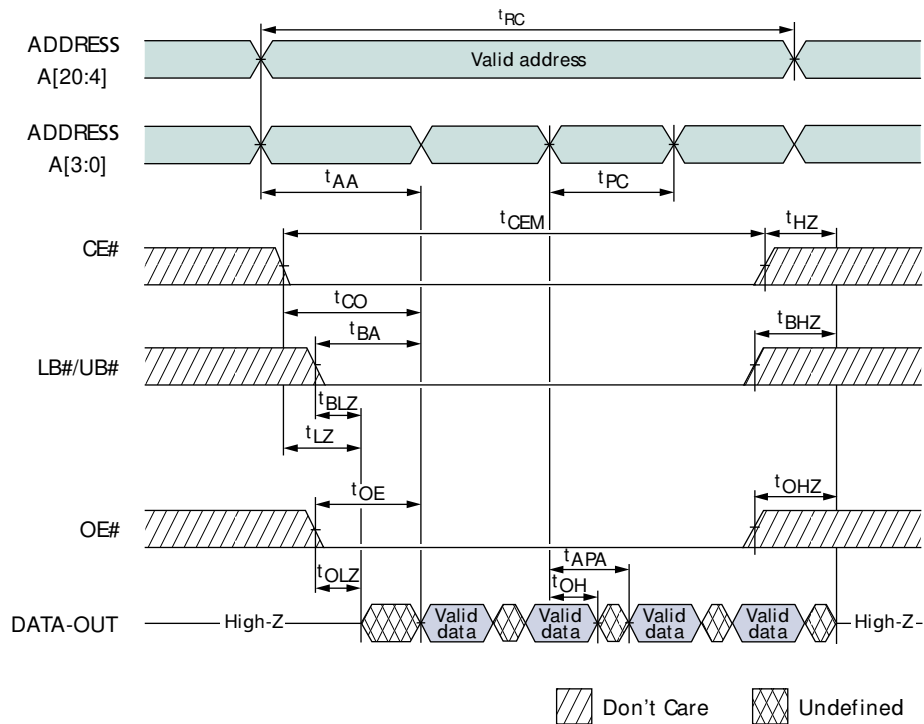 tRC
ADDRESS
A[20:4]
Valid address
ADDRESS
A[3:0]
tAA
tPC
tCEM
tHZ
CE#
tCO
tBHZ
tBA
LB#/UB#
tBLZ
tLZ
tOE
tOHZ
OE#
tAPA
tOLZ
tOH
DATA-OUT
High-Z
Valid
data
Valid
data
Valid
data
Valid
data
High-Z
Don't Care
Undefined